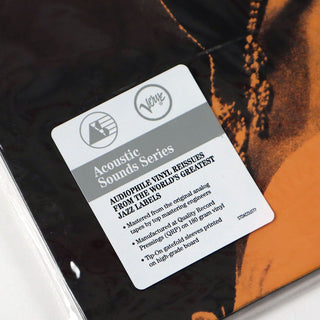 Verve
Acoustic
Sounds Series
AUDIOPHILE VINYL REISSUES
FROM THE WORLD'S GREATEST
JAZZ LABELS
• Mastered from the original analog
tapes by top mastering engineers
• Manufactured at Quality Record
Pressings (QRP) on 180 gram vinyl
• Tip-On gatefold sleeves printed
on high-grade board